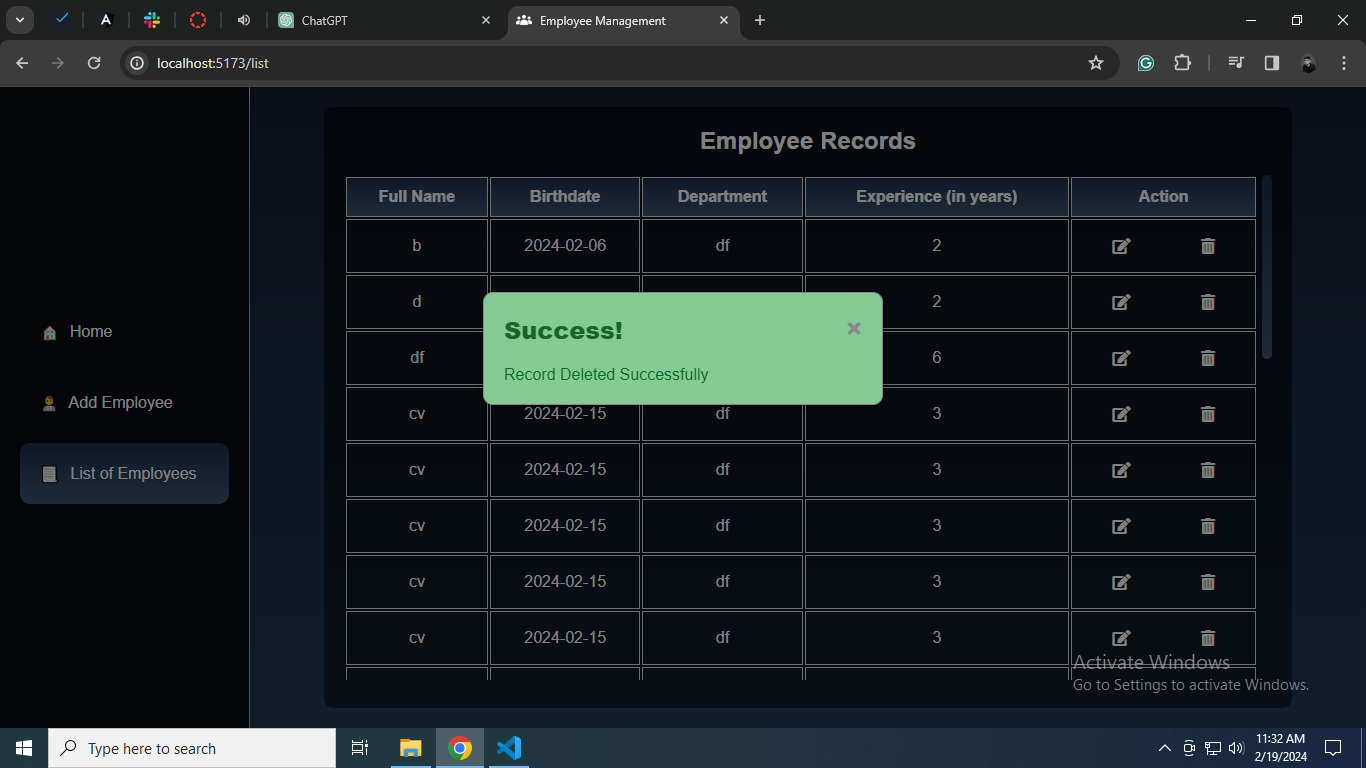 ChatGPT
Employee Management
localhost:5173/list
Employee Records
Full Name Birthdate Department Experience (in years) Action
b 2024-02-06 df 2
d 2
df 6
Success!
Record Deleted Successfully
cv 2024-02-15 df 3
cv 2024-02-15 df 3
cv 2024-02-15 df 3
cv 2024-02-15 df 3
cv 2024-02-15 df 3
Home
Add Employee
List of Employees
Activate Windows
Go to Settings to activate Windows.
Type here to search
11:32 AM
2/19/2024